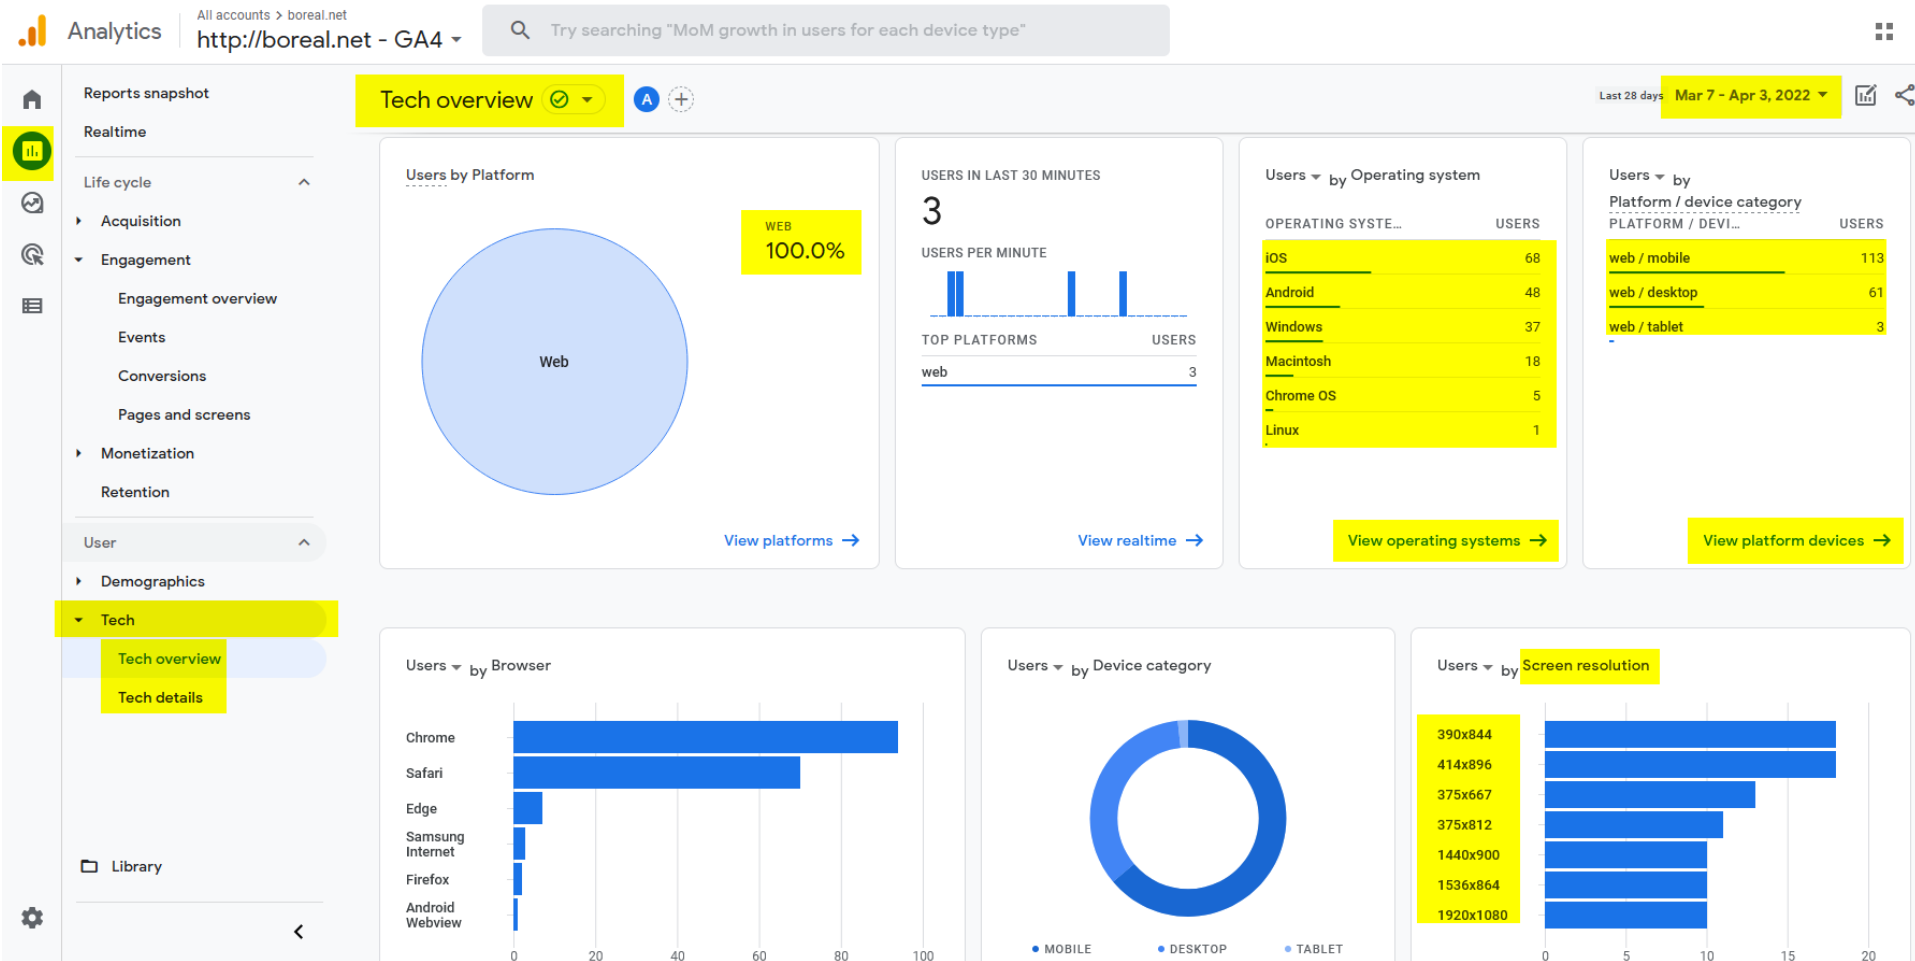 Analytics
All accounts > boreal.net
http://boreal.net - GA4
Try searching "MoM growth in users for each device type"
Reports snapshot
Realtime
Life cycle
Acquisition
Engagement
Engagement overview
Events
Conversions
Pages and screens
Monetization
Retention
User
Demographics
Tech
Tech overview
Tech details
Library
Tech overview
A
Last 28 days
Mar 7 - Apr 3, 2022
Users by Platform
WEB
100.0%
Web
View platforms
USERS IN LAST 30 MINUTES
3
USERS PER MINUTE
TOP PLATFORMS USERS
web 3
View realtime
Users by Operating system
OPERATING SYSTE... USERS
iOS 68
Android 48
Windows 37
Macintosh 18
Chrome OS 5
Linux 1
View operating systems
Users by
Platform / device category
PLATFORM / DEVI... USERS
web / mobile 113
web / desktop 61
web / tablet 3
View platform devices
Users by Browser
Chrome
Safari
Edge
Samsung
Internet
Firefox
Android
Webview
0 20 40 60 80 100
Users by Device category
MOBILE DESKTOP TABLET
Users by Screen resolution
390x844
414x896
375x667
375x812
1440x900
1536x864
1920x1080
0 5 10 15 20